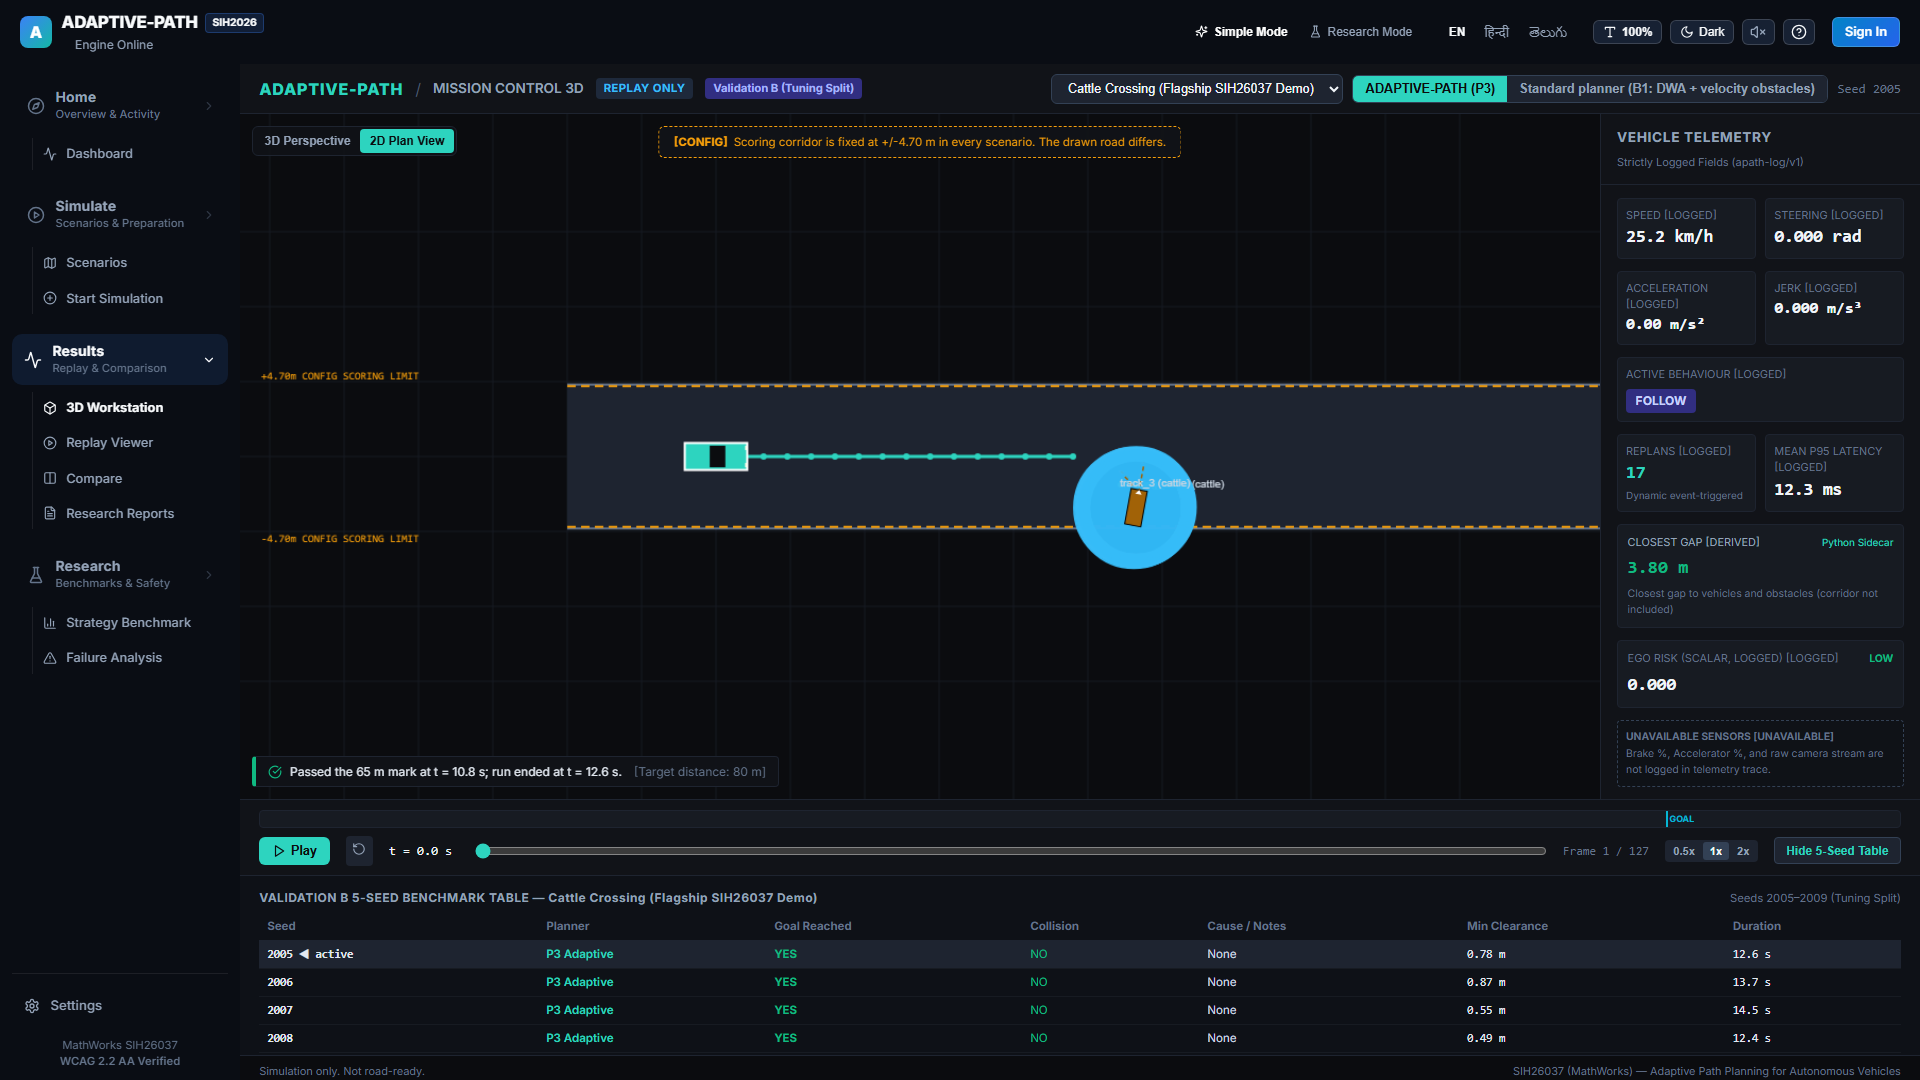 A
ADAPTIVE-PATH SIH2026
Engine Online
Simple Mode
Research Mode
EN
हिन्दी
తెలుగు
100%
Dark
Sign In
Home
Overview & Activity
Dashboard
Simulate
Scenarios & Preparation
Scenarios
Start Simulation
Results
Replay & Comparison
3D Workstation
Replay Viewer
Compare
Research Reports
Research
Benchmarks & Safety
Strategy Benchmark
Failure Analysis
Settings
MathWorks SIH26037
WCAG 2.2 AA Verified
ADAPTIVE-PATH / MISSION CONTROL 3D REPLAY ONLY Validation B (Tuning Split)
Cattle Crossing (Flagship SIH26037 Demo)
ADAPTIVE-PATH (P3) Standard planner (B1: DWA + velocity obstacles) Seed 2005
3D Perspective 2D Plan View
[CONFIG] Scoring corridor is fixed at +/-4.70 m in every scenario. The drawn road differs.
+4.70m CONFIG SCORING LIMIT
track_3 (cattle) (cattle)
-4.70m CONFIG SCORING LIMIT
Passed the 65 m mark at t = 10.8 s; run ended at t = 12.6 s. [Target distance: 80 m]
VEHICLE TELEMETRY
Strictly Logged Fields (apath-log/v1)
SPEED [LOGGED]
25.2 km/h
STEERING [LOGGED]
0.000 rad
ACCELERATION
[LOGGED]
0.00 m/s²
JERK [LOGGED]
0.000 m/s³
ACTIVE BEHAVIOUR [LOGGED]
FOLLOW
REPLANS [LOGGED]
17
Dynamic event-triggered
MEAN P95 LATENCY
[LOGGED]
12.3 ms
CLOSEST GAP [DERIVED] Python Sidecar
3.80 m
Closest gap to vehicles and obstacles (corridor not
included)
EGO RISK (SCALAR, LOGGED) [LOGGED] LOW
0.000
UNAVAILABLE SENSORS [UNAVAILABLE]
Brake %, Accelerator %, and raw camera stream are
not logged in telemetry trace.
GOAL
Play
t = 0.0 s
Frame 1 / 127
0.5x 1x 2x
Hide 5-Seed Table
VALIDATION B 5-SEED BENCHMARK TABLE — Cattle Crossing (Flagship SIH26037 Demo) Seeds 2005–2009 (Tuning Split)
Seed Planner Goal Reached Collision Cause / Notes Min Clearance Duration
2005 ◀ active P3 Adaptive YES NO None 0.78 m 12.6 s
2006 P3 Adaptive YES NO None 0.87 m 13.7 s
2007 P3 Adaptive YES NO None 0.55 m 14.5 s
2008 P3 Adaptive YES NO None 0.49 m 12.4 s
Simulation only. Not road-ready. SIH26037 (MathWorks) — Adaptive Path Planning for Autonomous Vehicles